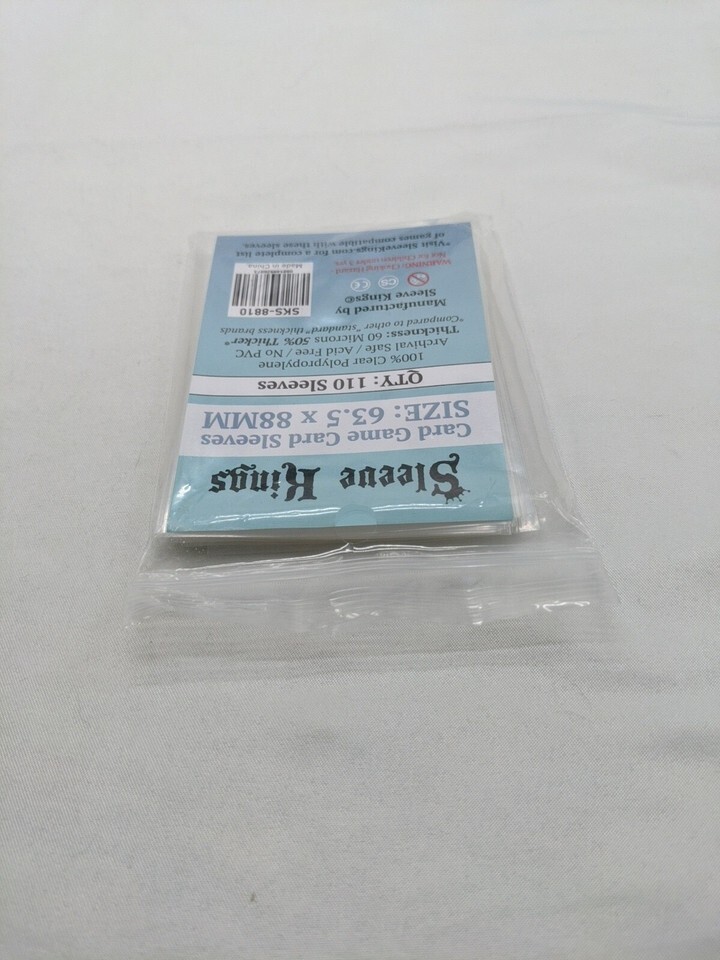 Sleeve Kings
Card Game Card Sleeves
SIZE: 63.5 x 88MM
QTY: 110 Sleeves
100% Clear Polypropylene
Archival Safe / Acid Free / No PVC
Thickness: 60 Microns 50% Thicker*
*Compared to other "standard" thickness brands
Manufactured by
Sleeve Kings©
WARNING: Choking Hazard
Not for Children under 3 yrs.
SKS-8810
Made in China
*Visit SleeveKings.com for a complete list
of games compatible with these sleeves.